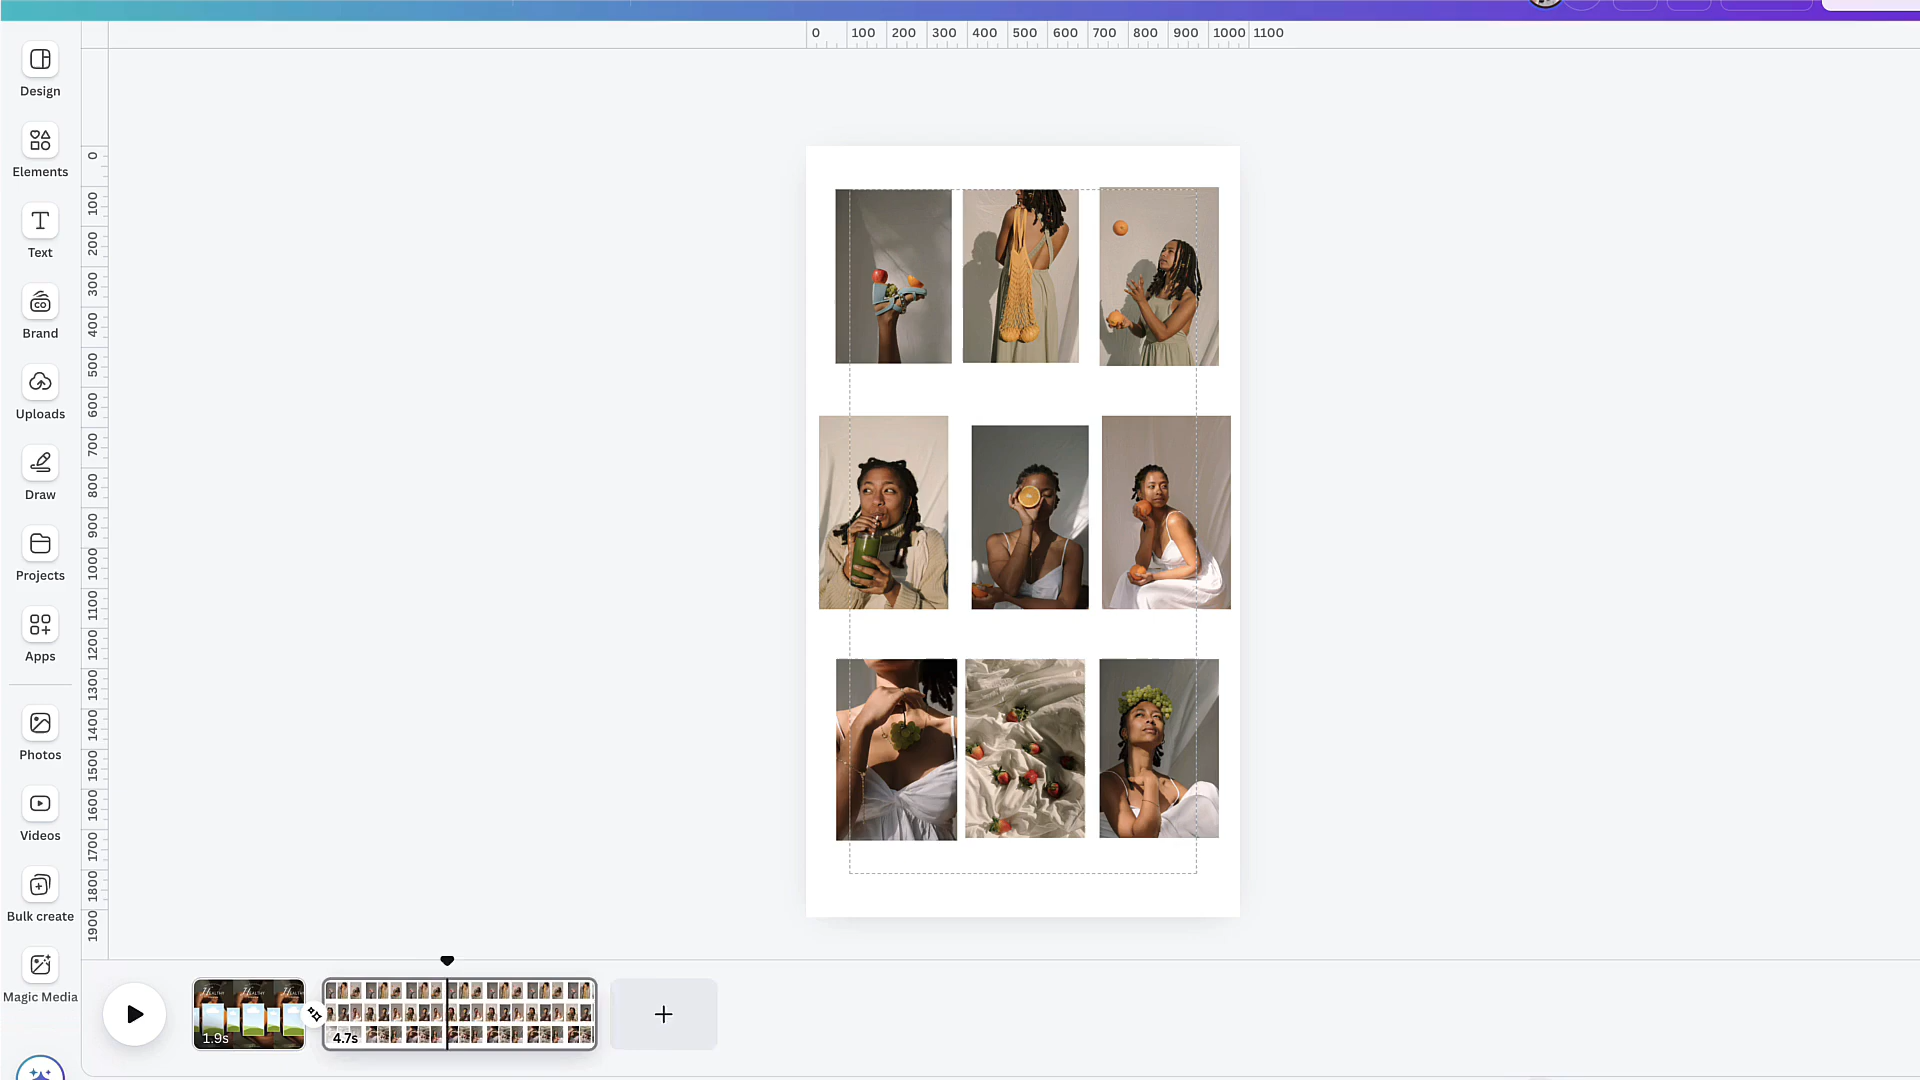 0 100 200 300 400 500 600 700 800 900 1000 1100
Design
Elements
Text
Brand
Uploads
Draw
Projects
Apps
Photos
Videos
Bulk create
Magic Media
0
100
200
300
400
500
600
700
800
900
1000
1100
1200
1300
1400
1500
1600
1700
1800
1900
HEALTHY HEALTHY
1.9s
4.7s